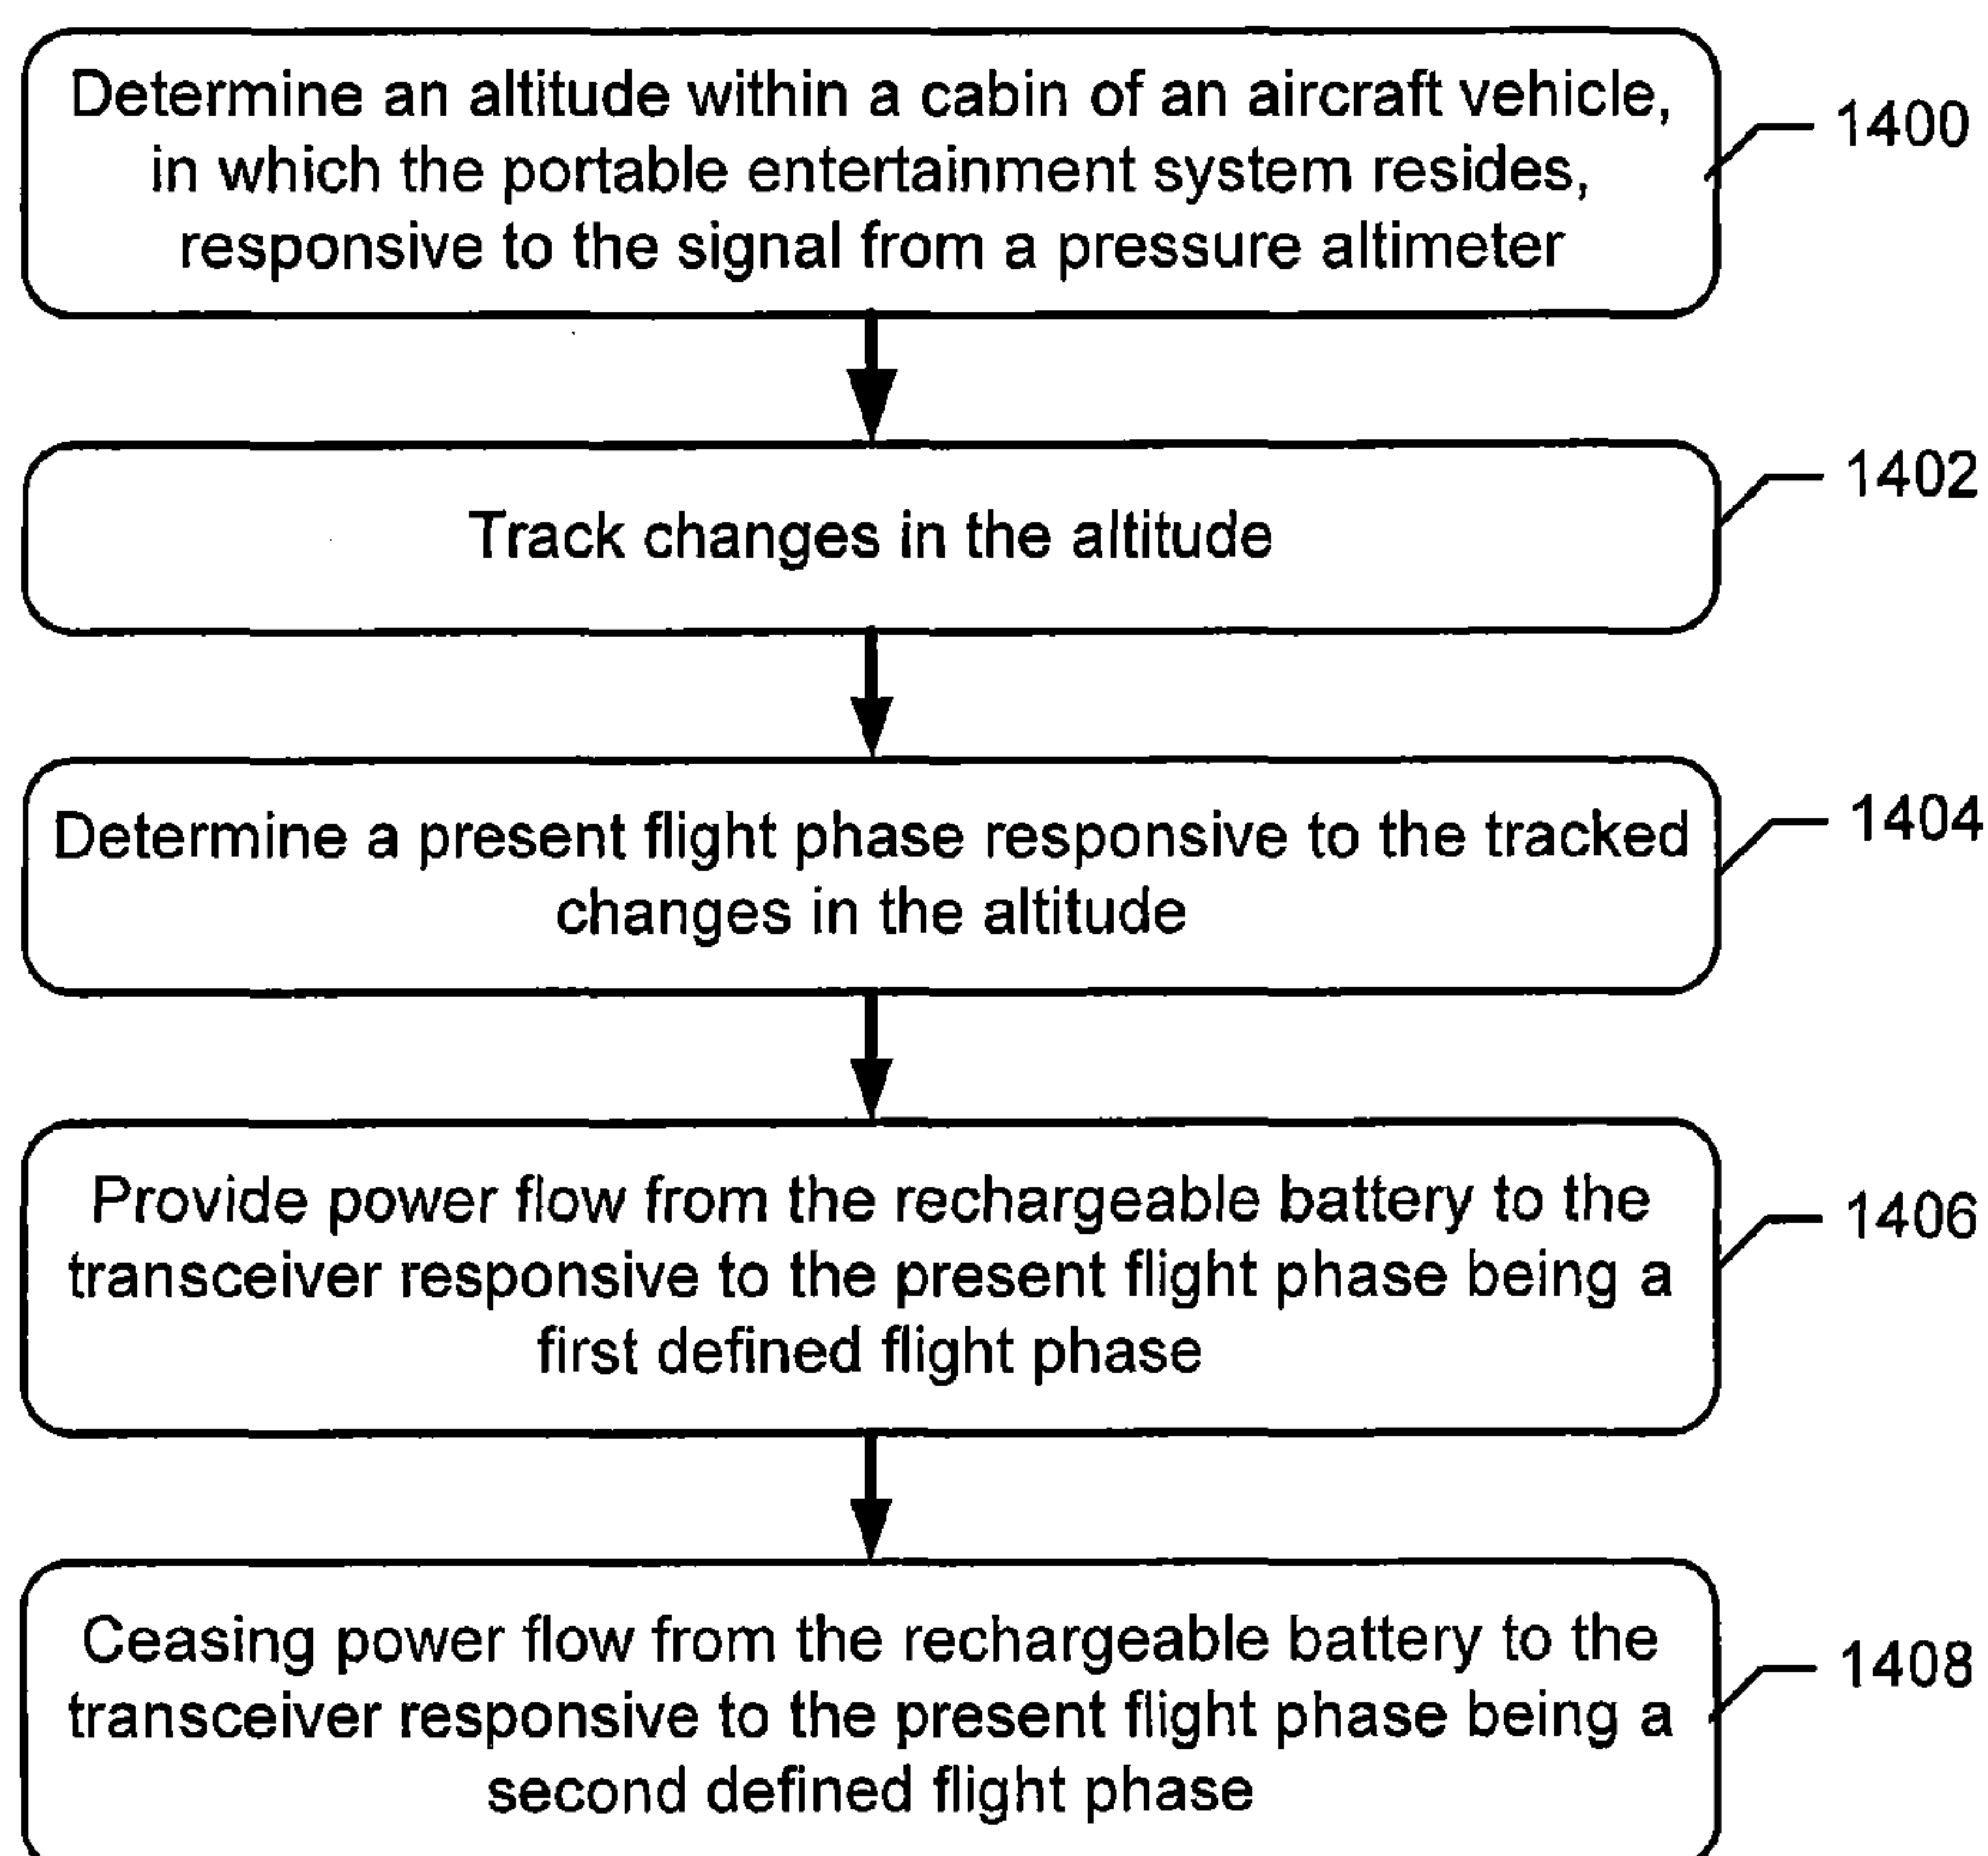 Determine an altitude within a cabin of an aircraft vehicle,
in which the portable entertainment system resides,
responsive to the signal from a pressure altimeter
1400
Track changes in the altitude
1402
Determine a present flight phase responsive to the tracked
changes in the altitude
1404
Provide power flow from the rechargeable battery to the
transceiver responsive to the present flight phase being a
first defined flight phase
1406
Ceasing power flow from the rechargeable battery to the
transceiver responsive to the present flight phase being a
second defined flight phase
1408